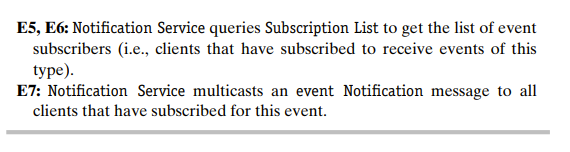 E5, E6: Notification Service queries Subscription List to get the list of event
subscribers (i.e., clients that have subscribed to receive events of this
type).
E7: Notification Service multicasts an event Notification message to all
clients that have subscribed for this event.